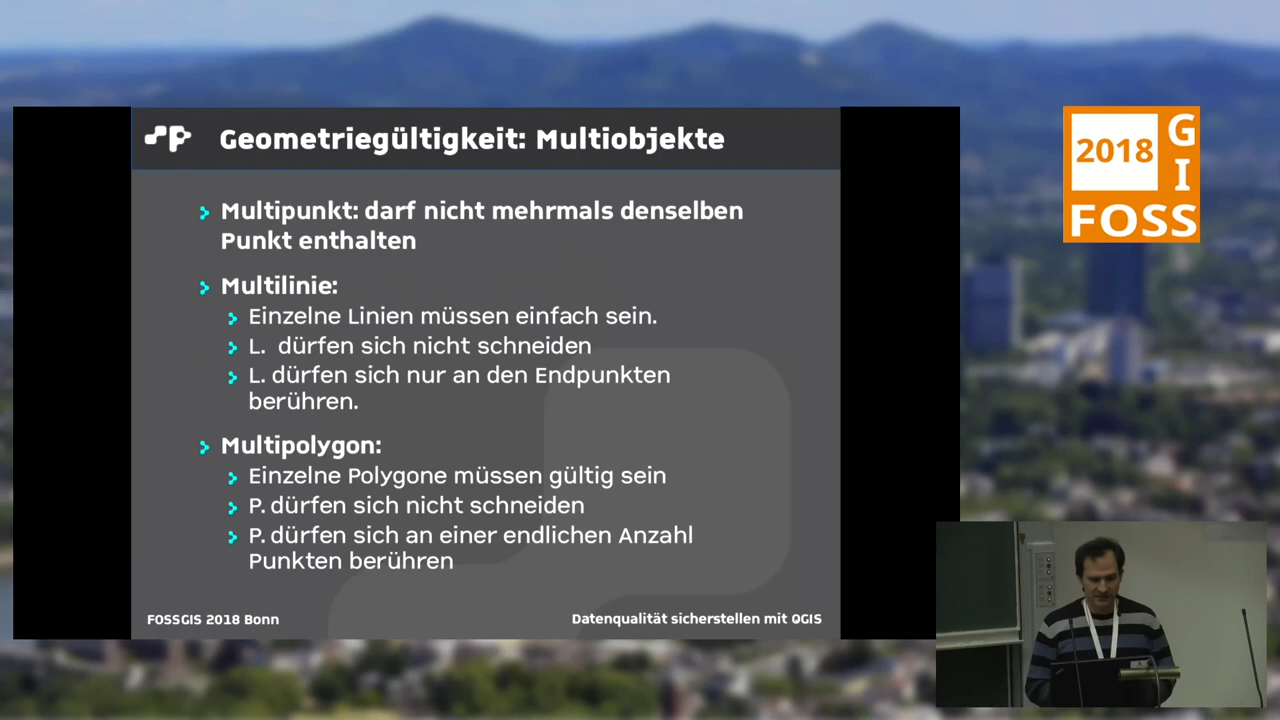 Geometriegültigkeit: Multiobjekte
Multipunkt: darf nicht mehrmals denselben
Punkt enthalten
Multilinie:
Einzelne Linien müssen einfach sein.
L. dürfen sich nicht schneiden
L. dürfen sich nur an den Endpunkten
berühren.
Multipolygon:
Einzelne Polygone müssen gültig sein
P. dürfen sich nicht schneiden
P. dürfen sich an einer endlichen Anzahl
Punkten berühren
FOSSGIS 2018 Bonn
Datenqualität sicherstellen mit QGIS
2018
GI
FOSS